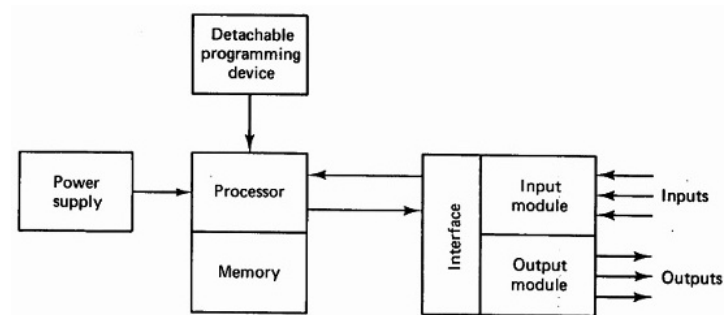 Detachable
programming
device
Power
supply
Processor
Memory
Interface
Input
module
Inputs
Output
module
Outputs